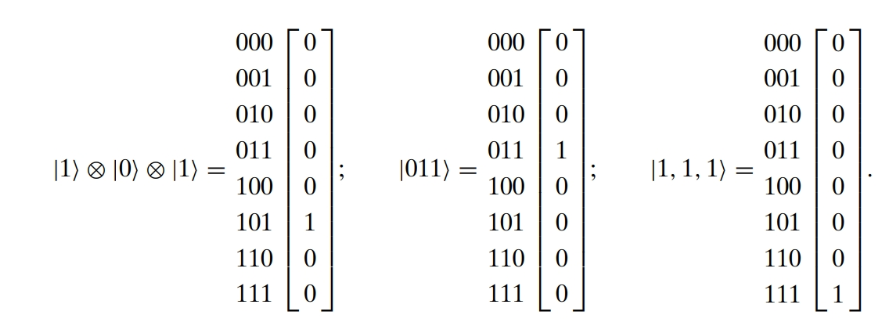 000 [0] 000 [0] 000 [0]
001 [0] 001 [0] 001 [0]
010 [0] 010 [0] 010 [0]
|1⟩ ⊗ |0⟩ ⊗ |1⟩ = 011 [0] ; |011⟩ = 011 [1] ; |1, 1, 1⟩ = 011 [0] .
100 [0] 100 [0] 100 [0]
101 [1] 101 [0] 101 [0]
110 [0] 110 [0] 110 [0]
111 [0] 111 [0] 111 [1]